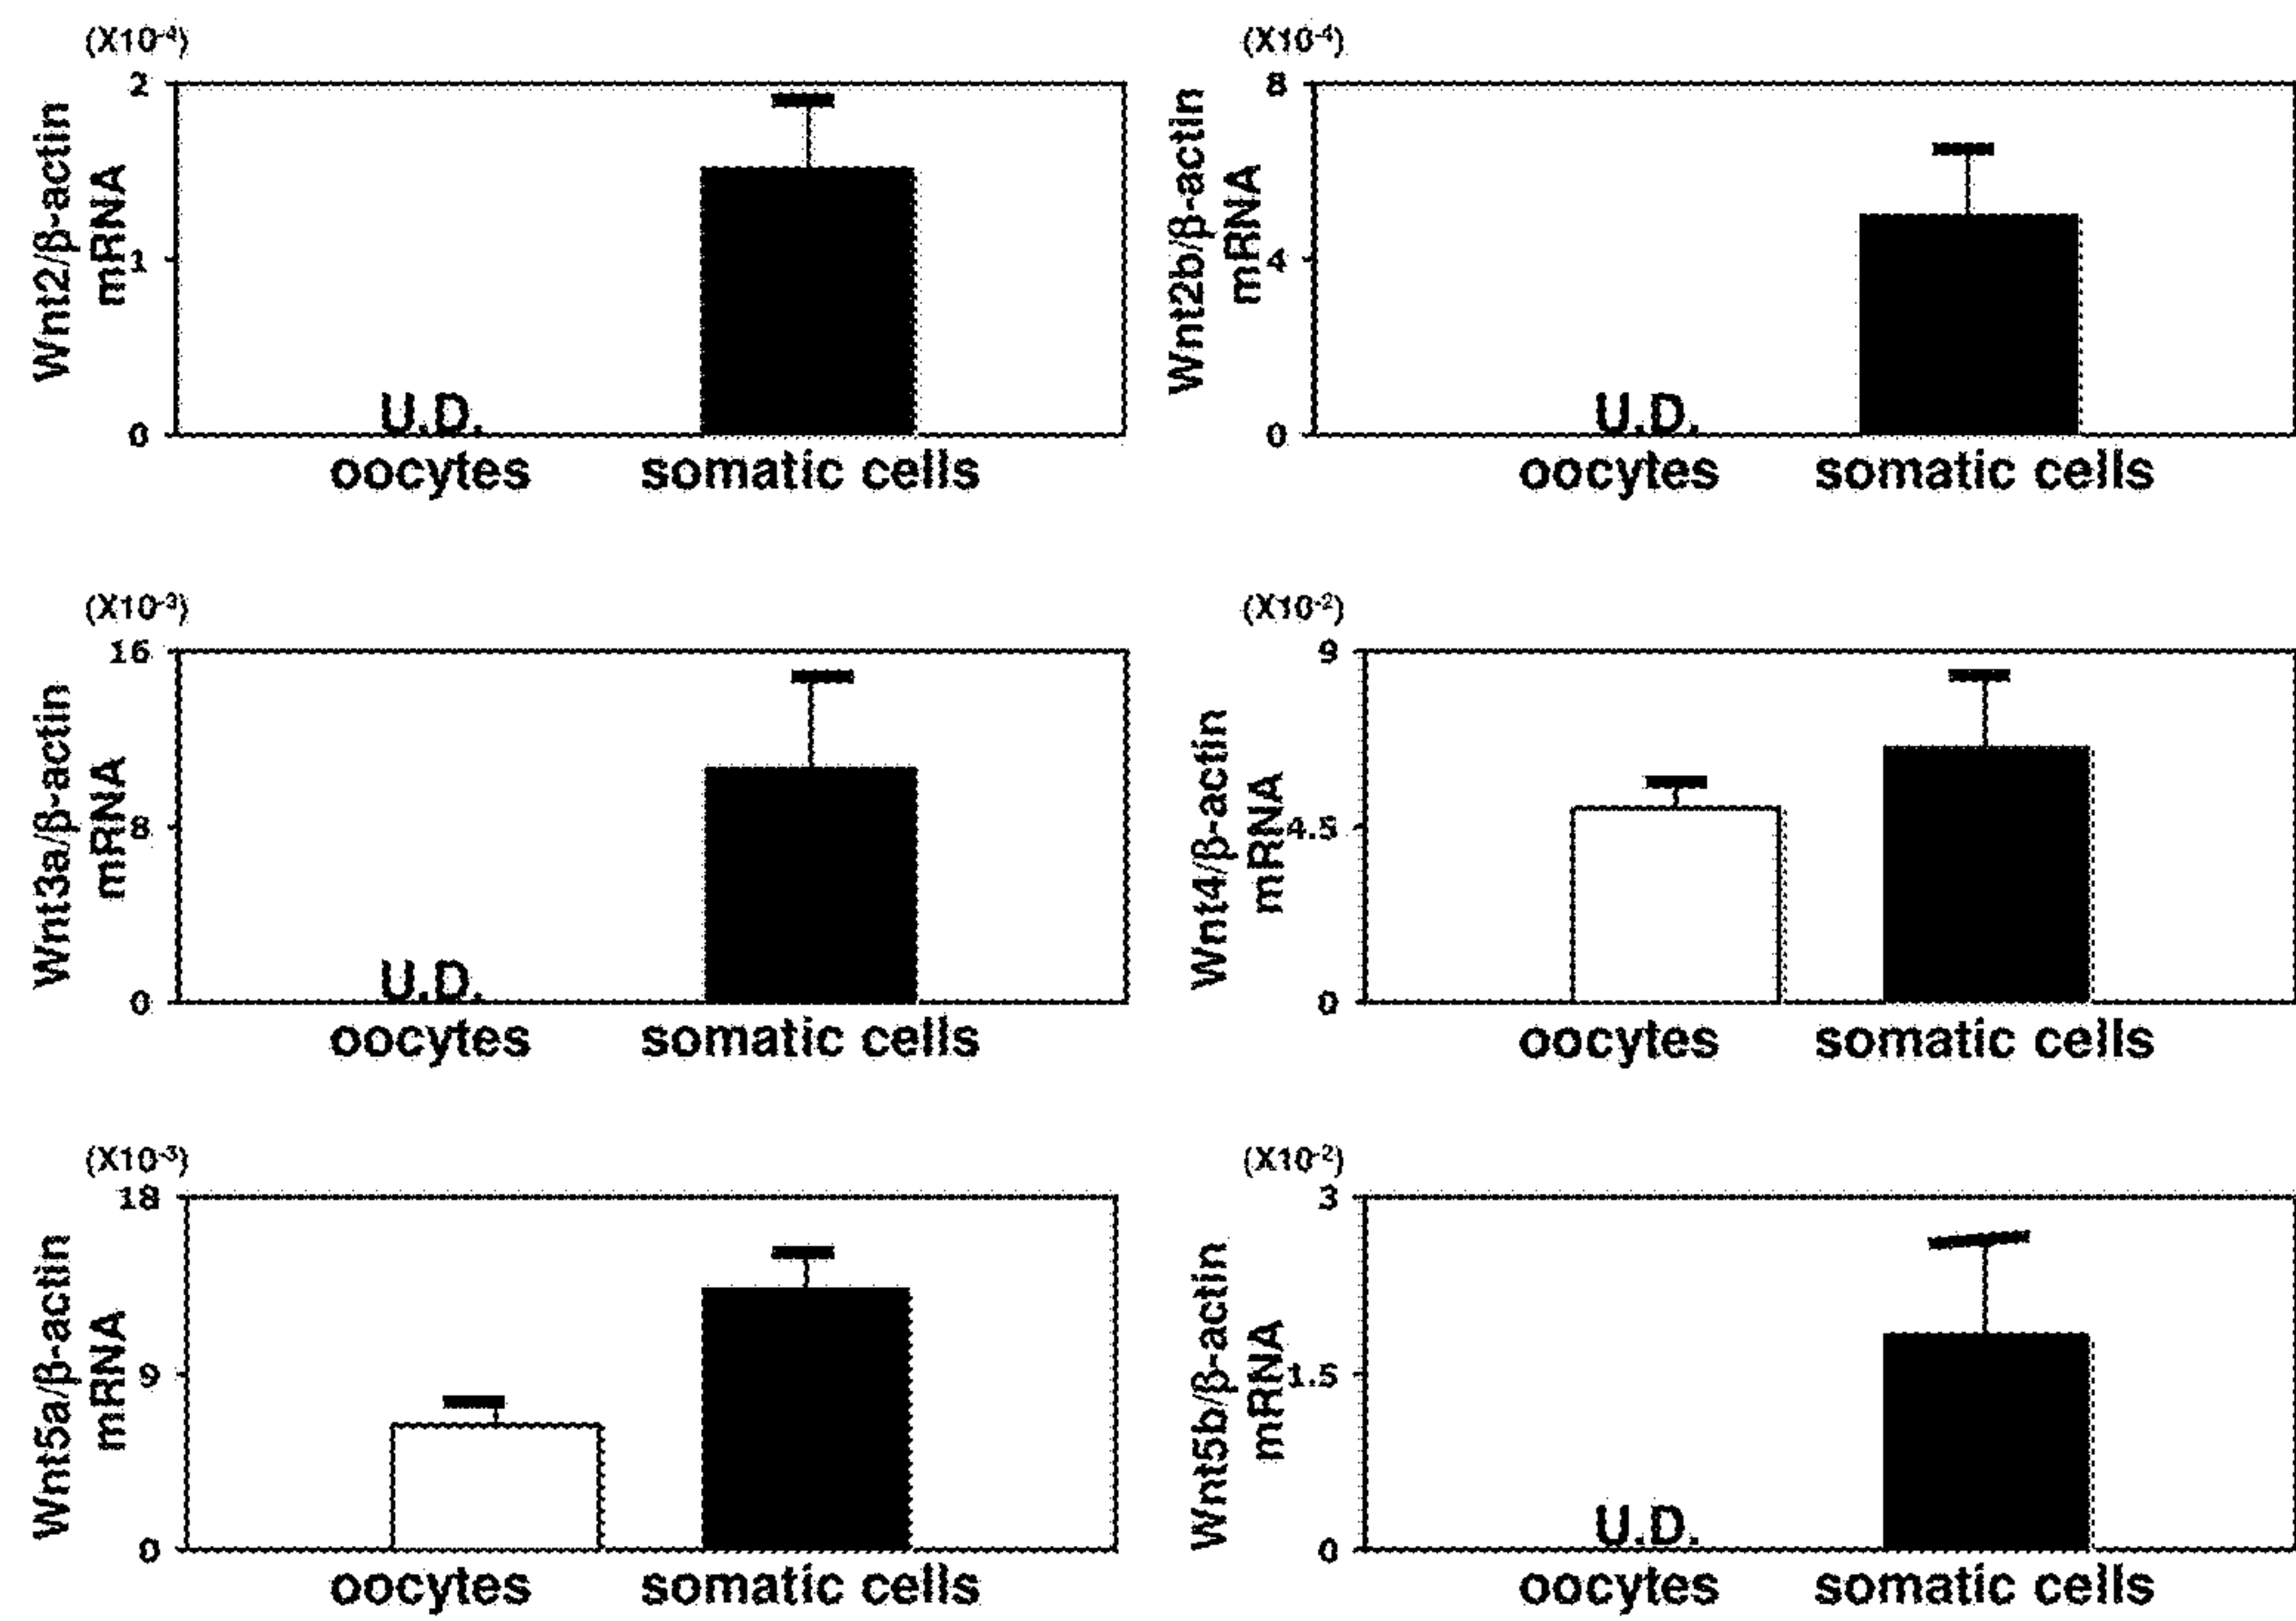 (X10⁻⁴)
2
1
0
Wnt2/β-actin
mRNA
U.D.
oocytes somatic cells
(X10⁻⁴)
8
4
0
Wnt2b/β-actin
mRNA
U.D.
oocytes somatic cells
(X10⁻³)
16
8
0
Wnt3a/β-actin
mRNA
U.D.
oocytes somatic cells
(X10⁻²)
9
4.5
0
Wnt4/β-actin
mRNA
oocytes somatic cells
(X10⁻³)
18
9
0
Wnt5a/β-actin
mRNA
oocytes somatic cells
(X10⁻²)
3
1.5
0
Wnt5b/β-actin
mRNA
U.D.
oocytes somatic cells